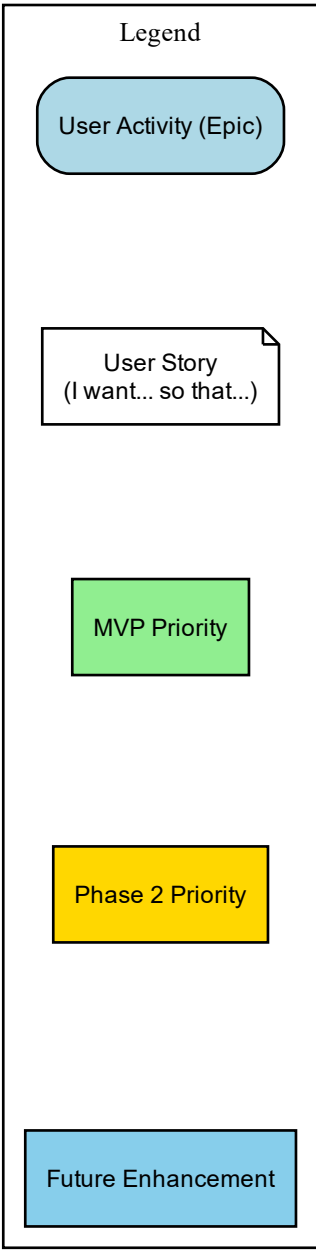 Legend
User Activity (Epic)
User Story
(I want... so that...)
MVP Priority
Phase 2 Priority
Future Enhancement